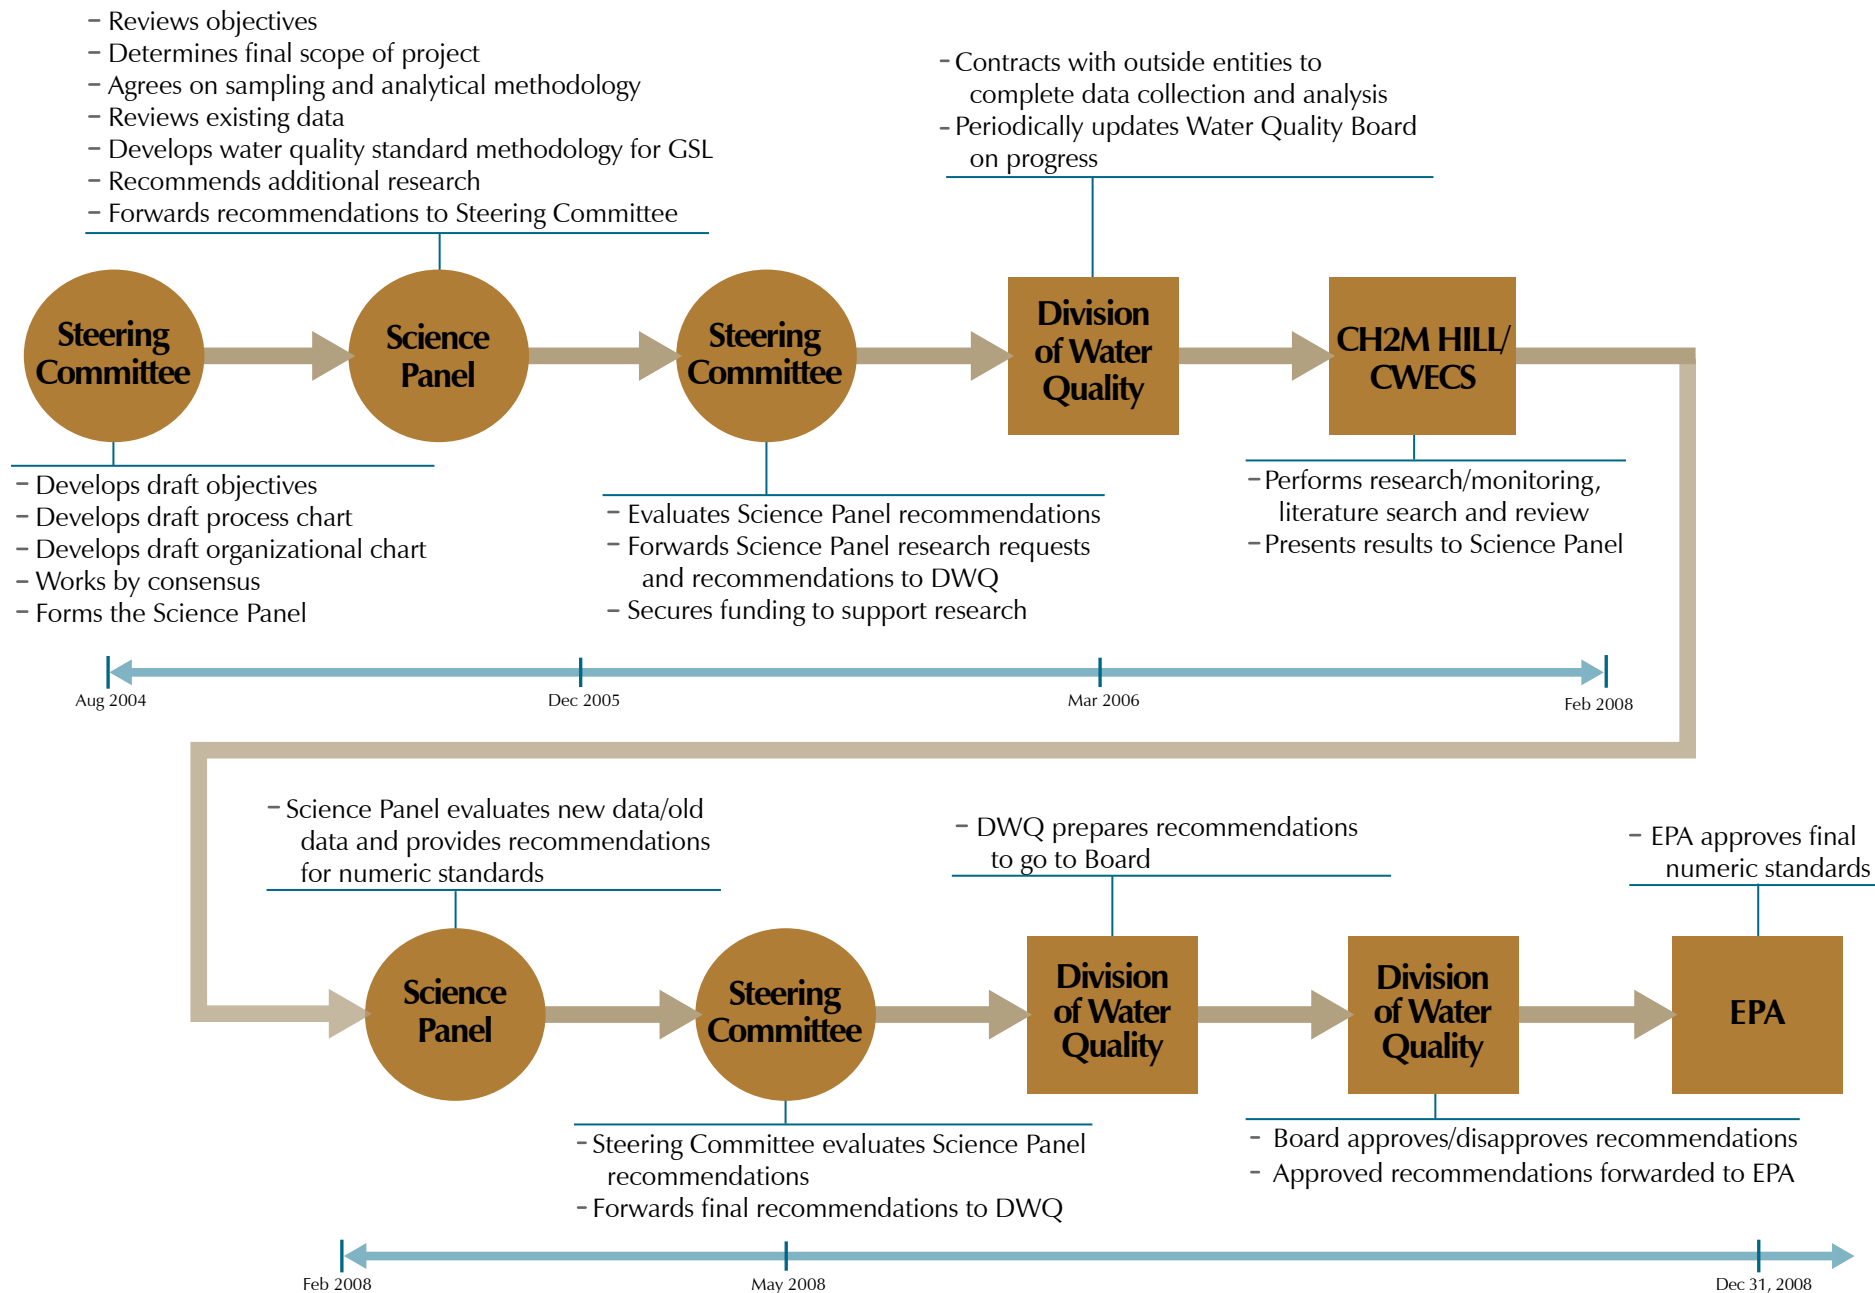 – Reviews objectives
– Determines final scope of project
– Agrees on sampling and analytical methodology
– Reviews existing data
– Develops water quality standard methodology for GSL
– Recommends additional research
– Forwards recommendations to Steering Committee
– Contracts with outside entities to
complete data collection and analysis
– Periodically updates Water Quality Board
on progress
Steering
Committee
Science
Panel
Steering
Committee
Division
of Water
Quality
CH2M HILL/
CWECS
– Develops draft objectives
– Develops draft process chart
– Develops draft organizational chart
– Works by consensus
– Forms the Science Panel
– Evaluates Science Panel recommendations
– Forwards Science Panel research requests
and recommendations to DWQ
– Secures funding to support research
– Performs research/monitoring,
literature search and review
– Presents results to Science Panel
Aug 2004
Dec 2005
Mar 2006
Feb 2008
– Science Panel evaluates new data/old
data and provides recommendations
for numeric standards
– DWQ prepares recommendations
to go to Board
– EPA approves final
numeric standards
Science
Panel
Steering
Committee
Division
of Water
Quality
Division
of Water
Quality
EPA
– Steering Committee evaluates Science Panel
recommendations
– Forwards final recommendations to DWQ
– Board approves/disapproves recommendations
– Approved recommendations forwarded to EPA
Feb 2008
May 2008
Dec 31, 2008